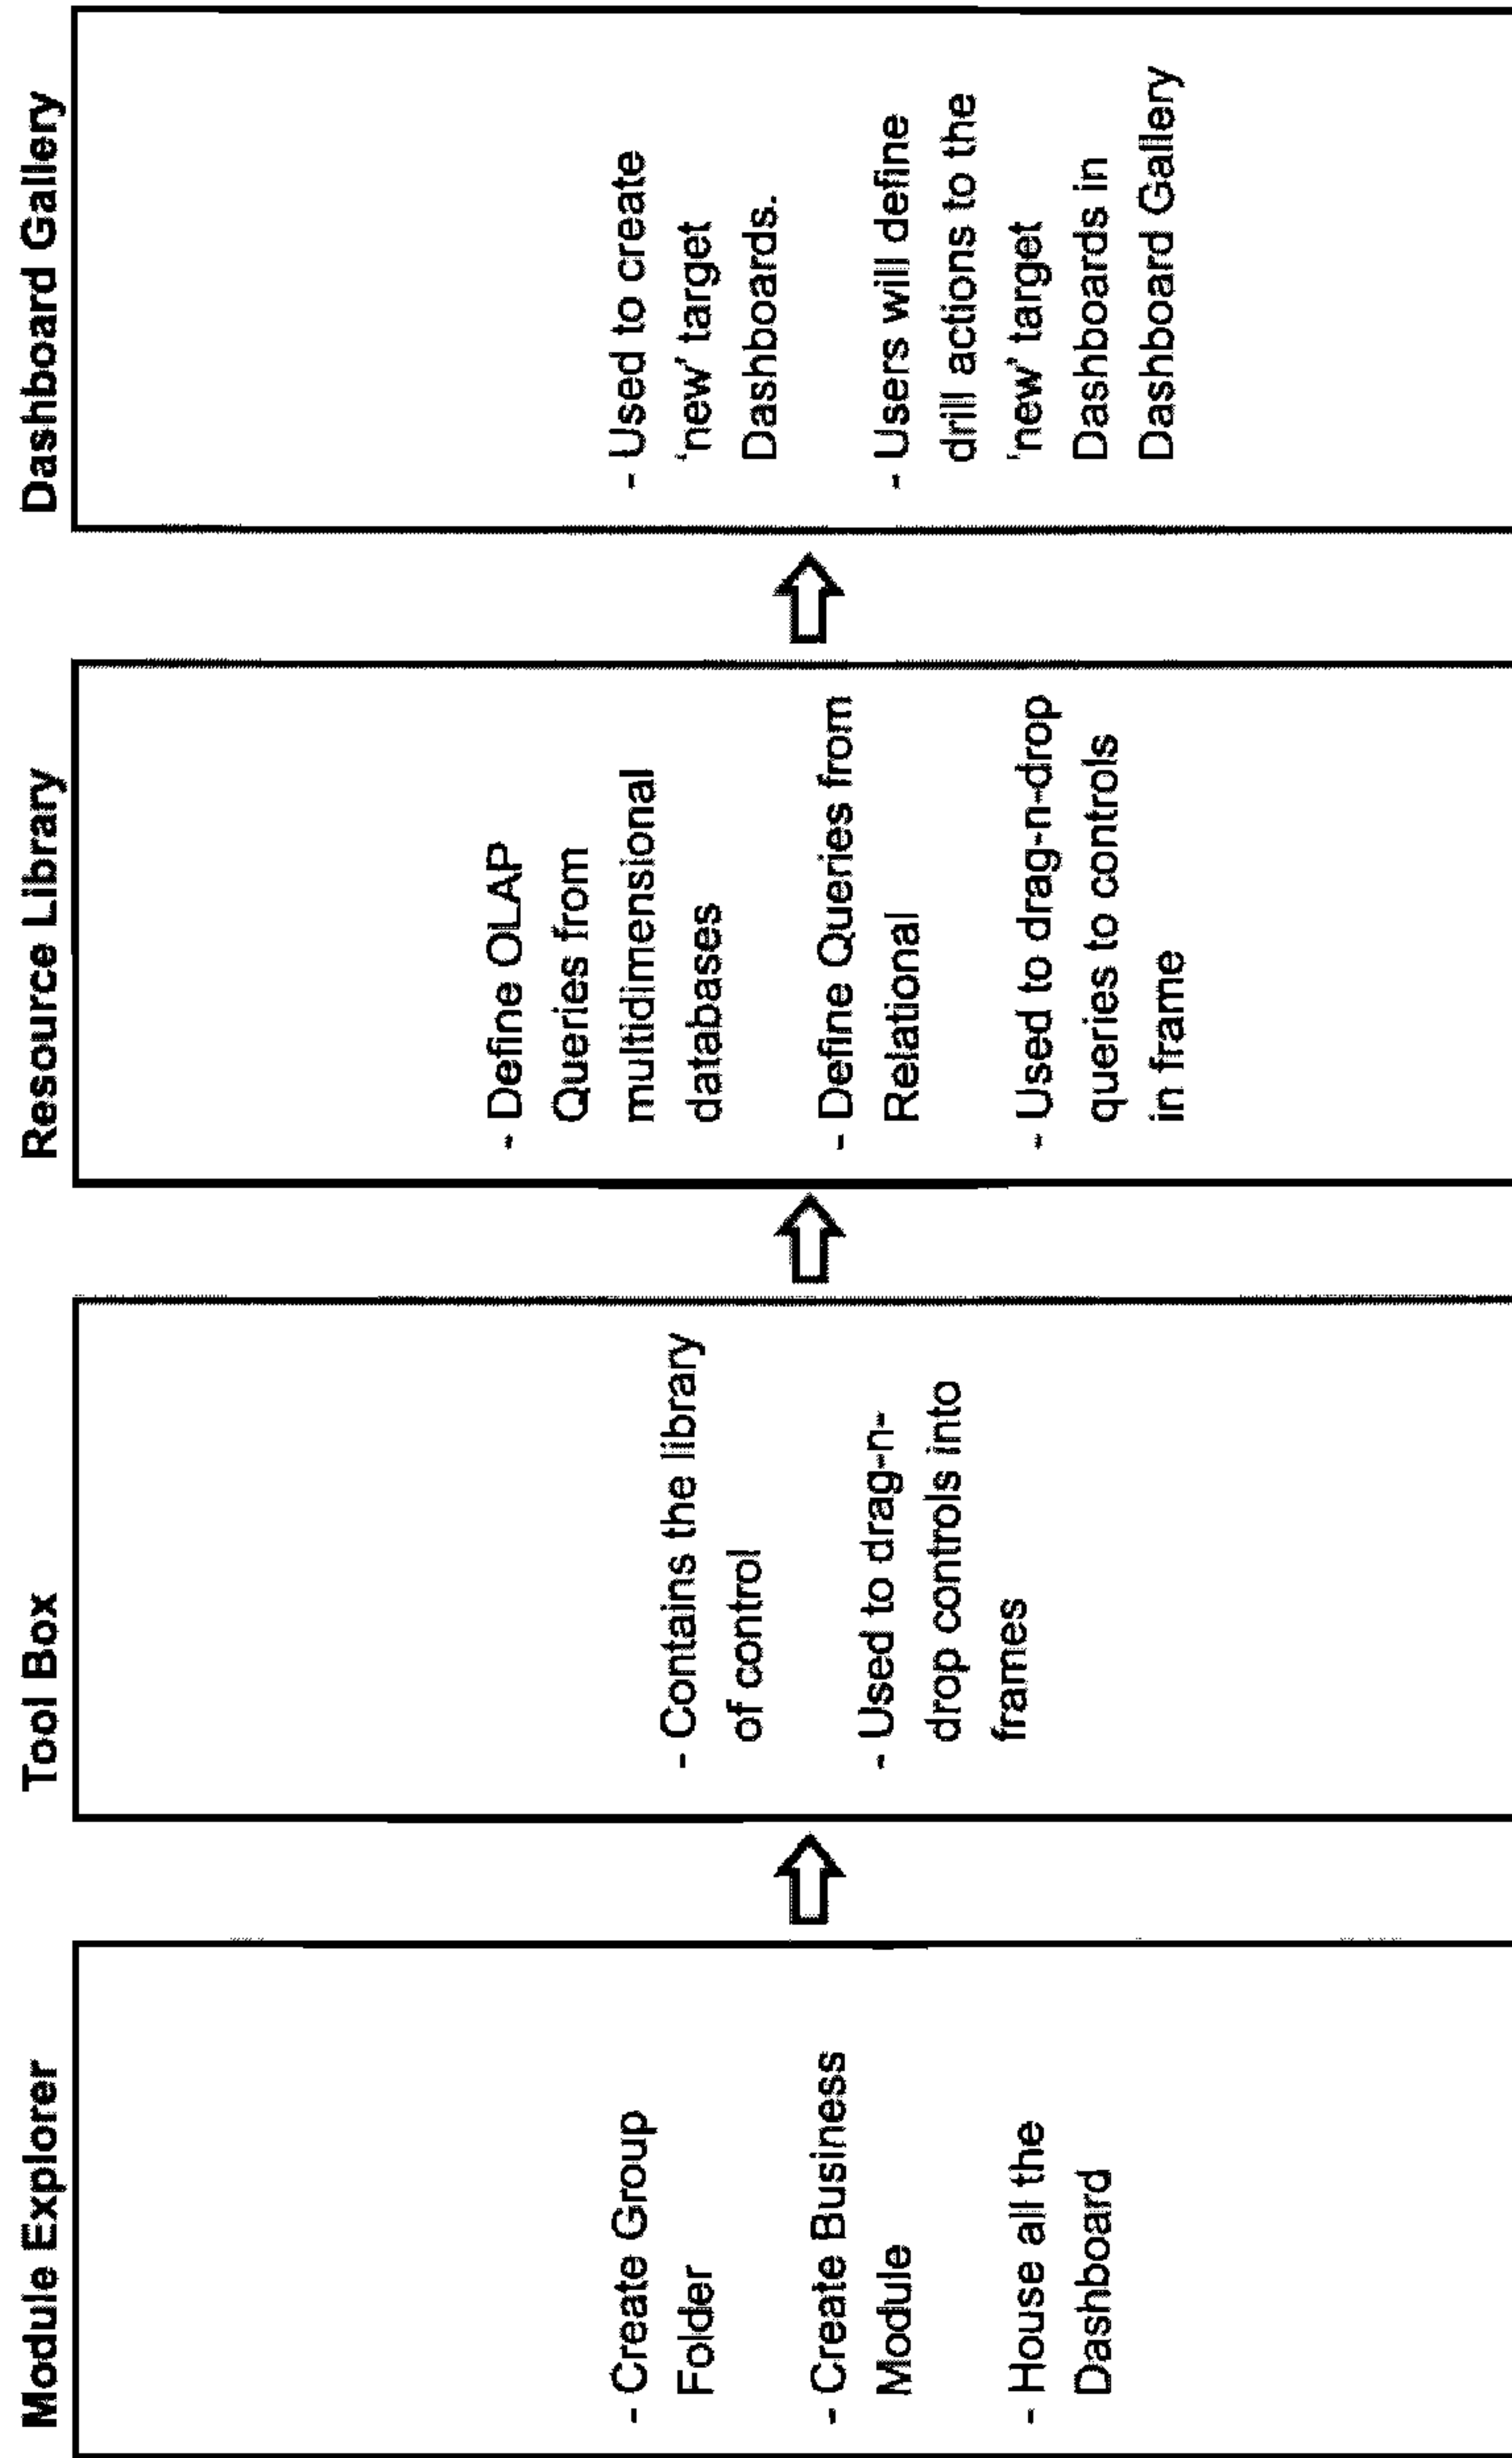 Module Explorer
- Create Group
Folder
- Create Business
Module
- House all the
Dashboard
Tool Box
- Contains the library
of control
- Used to drag-n-
drop controls into
frames
Resource Library
- Define OLAP
Queries from
multidimensional
databases
- Define Queries from
Relational
- Used to drag-n-drop
queries to controls
in frame
Dashboard Gallery
- Used to create
'new' target
Dashboards.
- Users will define
drill actions to the
'new' target
Dashboards in
Dashboard Gallery